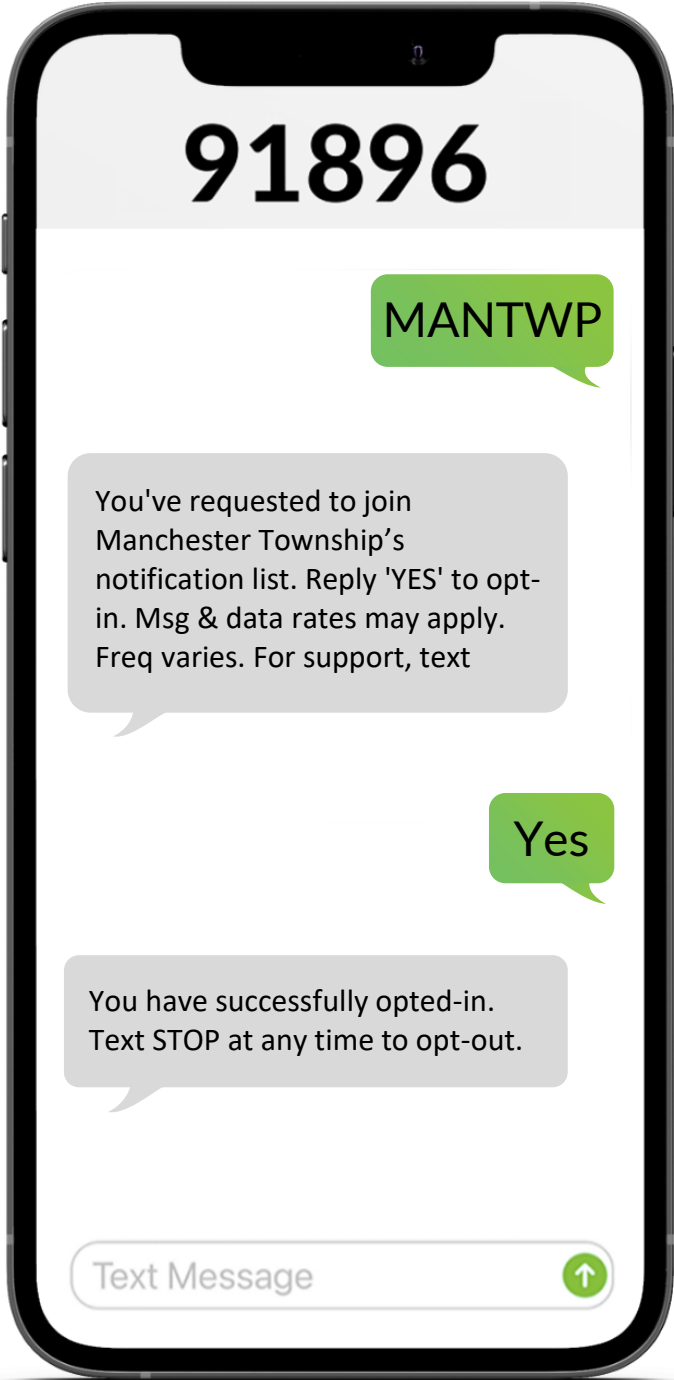 91896
MANTWP
You've requested to join
Manchester Township’s
notification list. Reply 'YES' to opt-
in. Msg & data rates may apply.
Freq varies. For support, text
Yes
You have successfully opted-in.
Text STOP at any time to opt-out.
Text Message